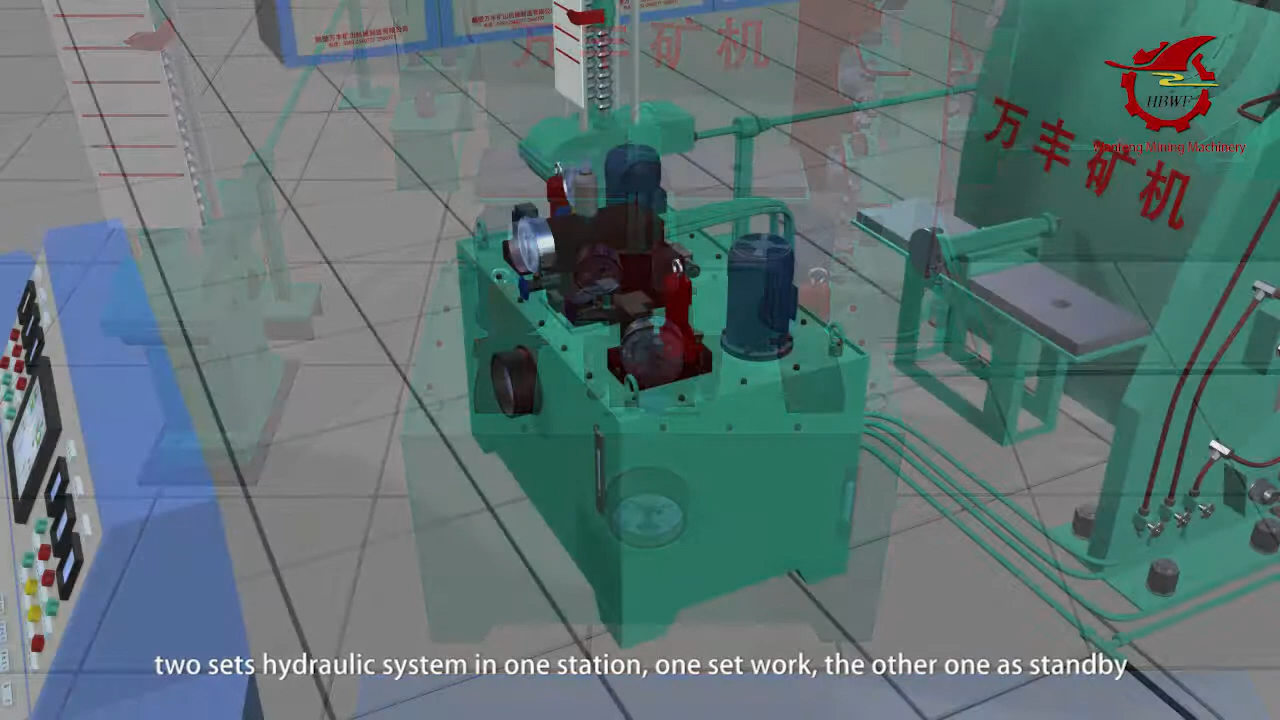 万丰矿机
HBWF
Wanfeng Mining Machinery
万丰矿机
two sets hydraulic system in one station, one set work, the other one as standby